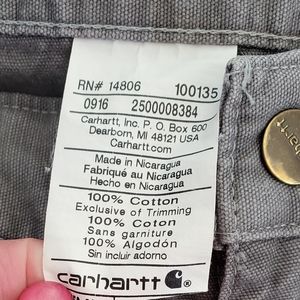 RN# 14806 100135
0916 2500008384
Carhartt, Inc. P. O. Box 600
Dearborn, MI 48121 USA
Carhartt.com
Made in Nicaragua
Fabriqué au Nicaragua
Hecho en Nicaragua
100% Cotton
Exclusive of Trimming
100% Coton
Sans garniture
100% Algodón
Sin incluir adorno
carhartt